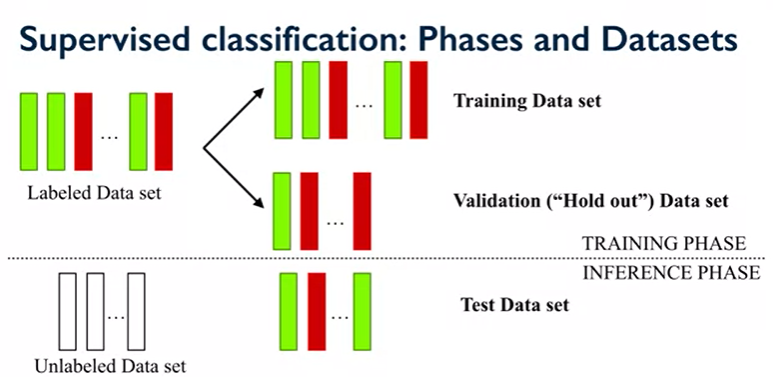 Supervised classification: Phases and Datasets
...
Labeled Data set
...
Training Data set
...
Validation (“Hold out”) Data set
TRAINING PHASE
INFERENCE PHASE
...
Unlabeled Data set
...
Test Data set